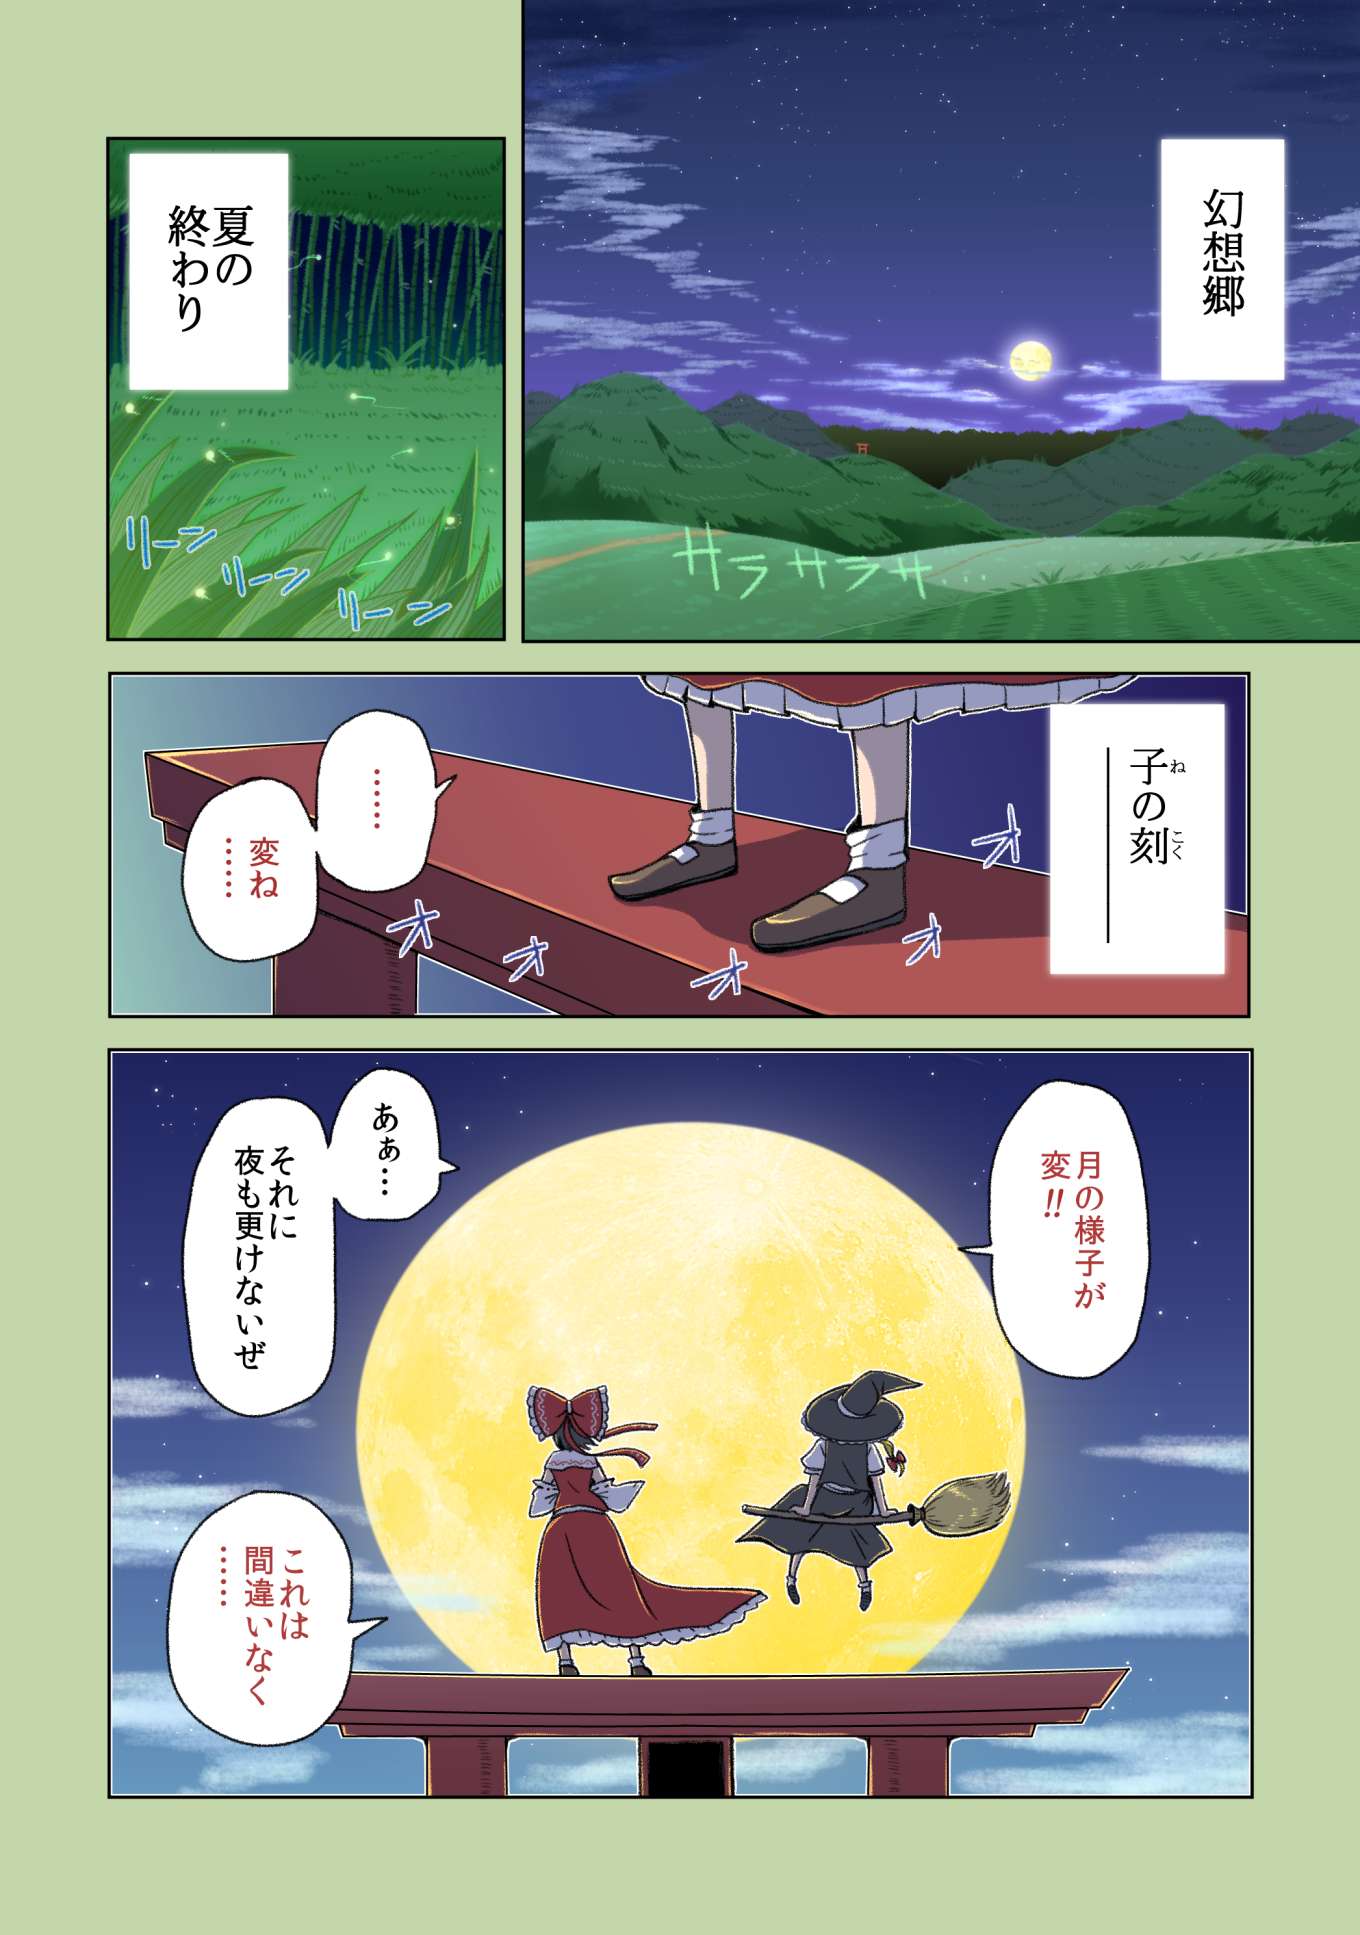 幻想郷
サラサラサ…
夏の
終わり
リーン
リーン
リーン
子の刻
ね
こく
――
……
変ね
……
オ
オ
オ
オ
オ
月の様子が
変!!
あぁ…
それに
夜も更けないぜ
これは
間違いなく
……